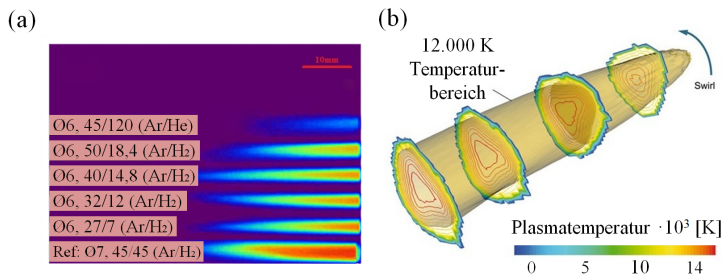 (a)
10mm
Ø6, 45/120 (Ar/He)
Ø6, 50/18,4 (Ar/H₂)
Ø6, 40/14,8 (Ar/H₂)
Ø6, 32/12 (Ar/H₂)
Ø6, 27/7 (Ar/H₂)
Ref: Ø7, 45/45 (Ar/H₂)
(b)
12.000 K
Temperatur-
bereich
Swirl
Plasmatemperatur ·10³ [K]
0 5 10 14